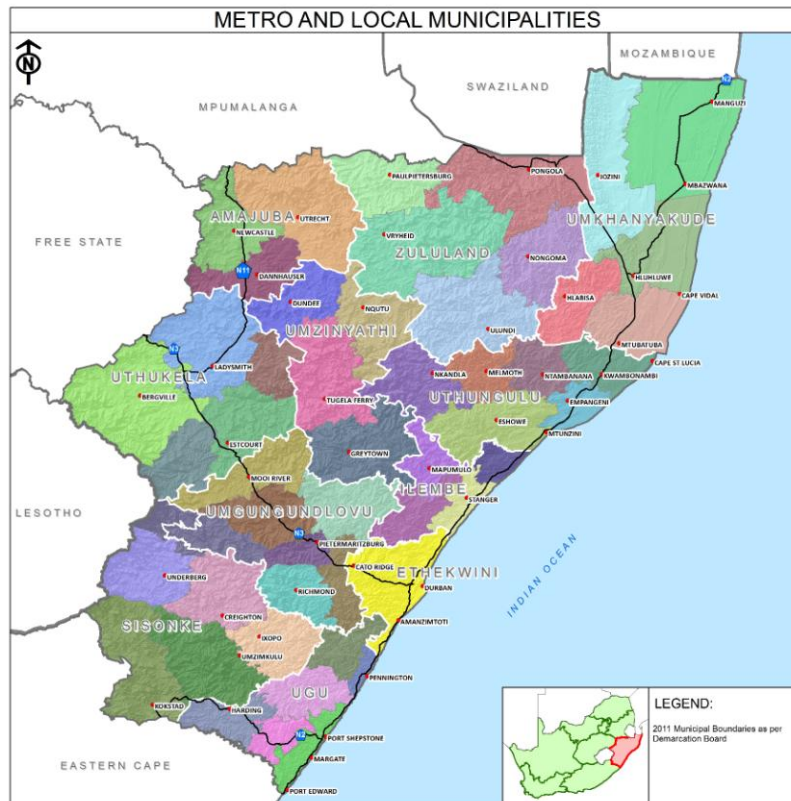 METRO AND LOCAL MUNICIPALITIES
N
MOZAMBIQUE
SWAZILAND
MPUMALANGA
N2
MANGUZI
PAULPIETERSBURG
PONGOLA
JOZINI
MBAZWANA
AMAJUBA
UTRECHT
UMKHANYAKUDE
NEWCASTLE
VRYHEID
FREE STATE
ZULULAND
NONGOMA
N11
DANNHAUSER
HLUHLUWE
HLABISA
CAPE VIDAL
DUNDEE
NQUTU
UMZINYATHI
ULUNDI
MTUBATUBA
N3
LADYSMITH
CAPE ST LUCIA
UTHUKELA
NKANDLA
MELMOTH
NTAMBANANA
KWAMBONAMBI
BERGVILLE
TUGELA FERRY
UTHUNGULU
EMPANGENI
ESHOWE
MTUNZINI
ESTCOURT
GREYTOWN
MAPUMULO
MOOI RIVER
ILEMBE
STANGER
LESOTHO
UMGUNGUNDLOVU
N3
PIETERMARITZBURG
CATO RIDGE
ETHEKWINI
INDIAN OCEAN
UNDERBERG
RICHMOND
DURBAN
CREIGHTON
AMANZIMTOTI
SISONKE
IXOPO
UMZIMKULU
PENNINGTON
UGU
KOKSTAD
HARDING
N2
PORT SHEPSTONE
MARGATE
EASTERN CAPE
PORT EDWARD
LEGEND:
2011 Municipal Boundaries as per
Demarcation Board